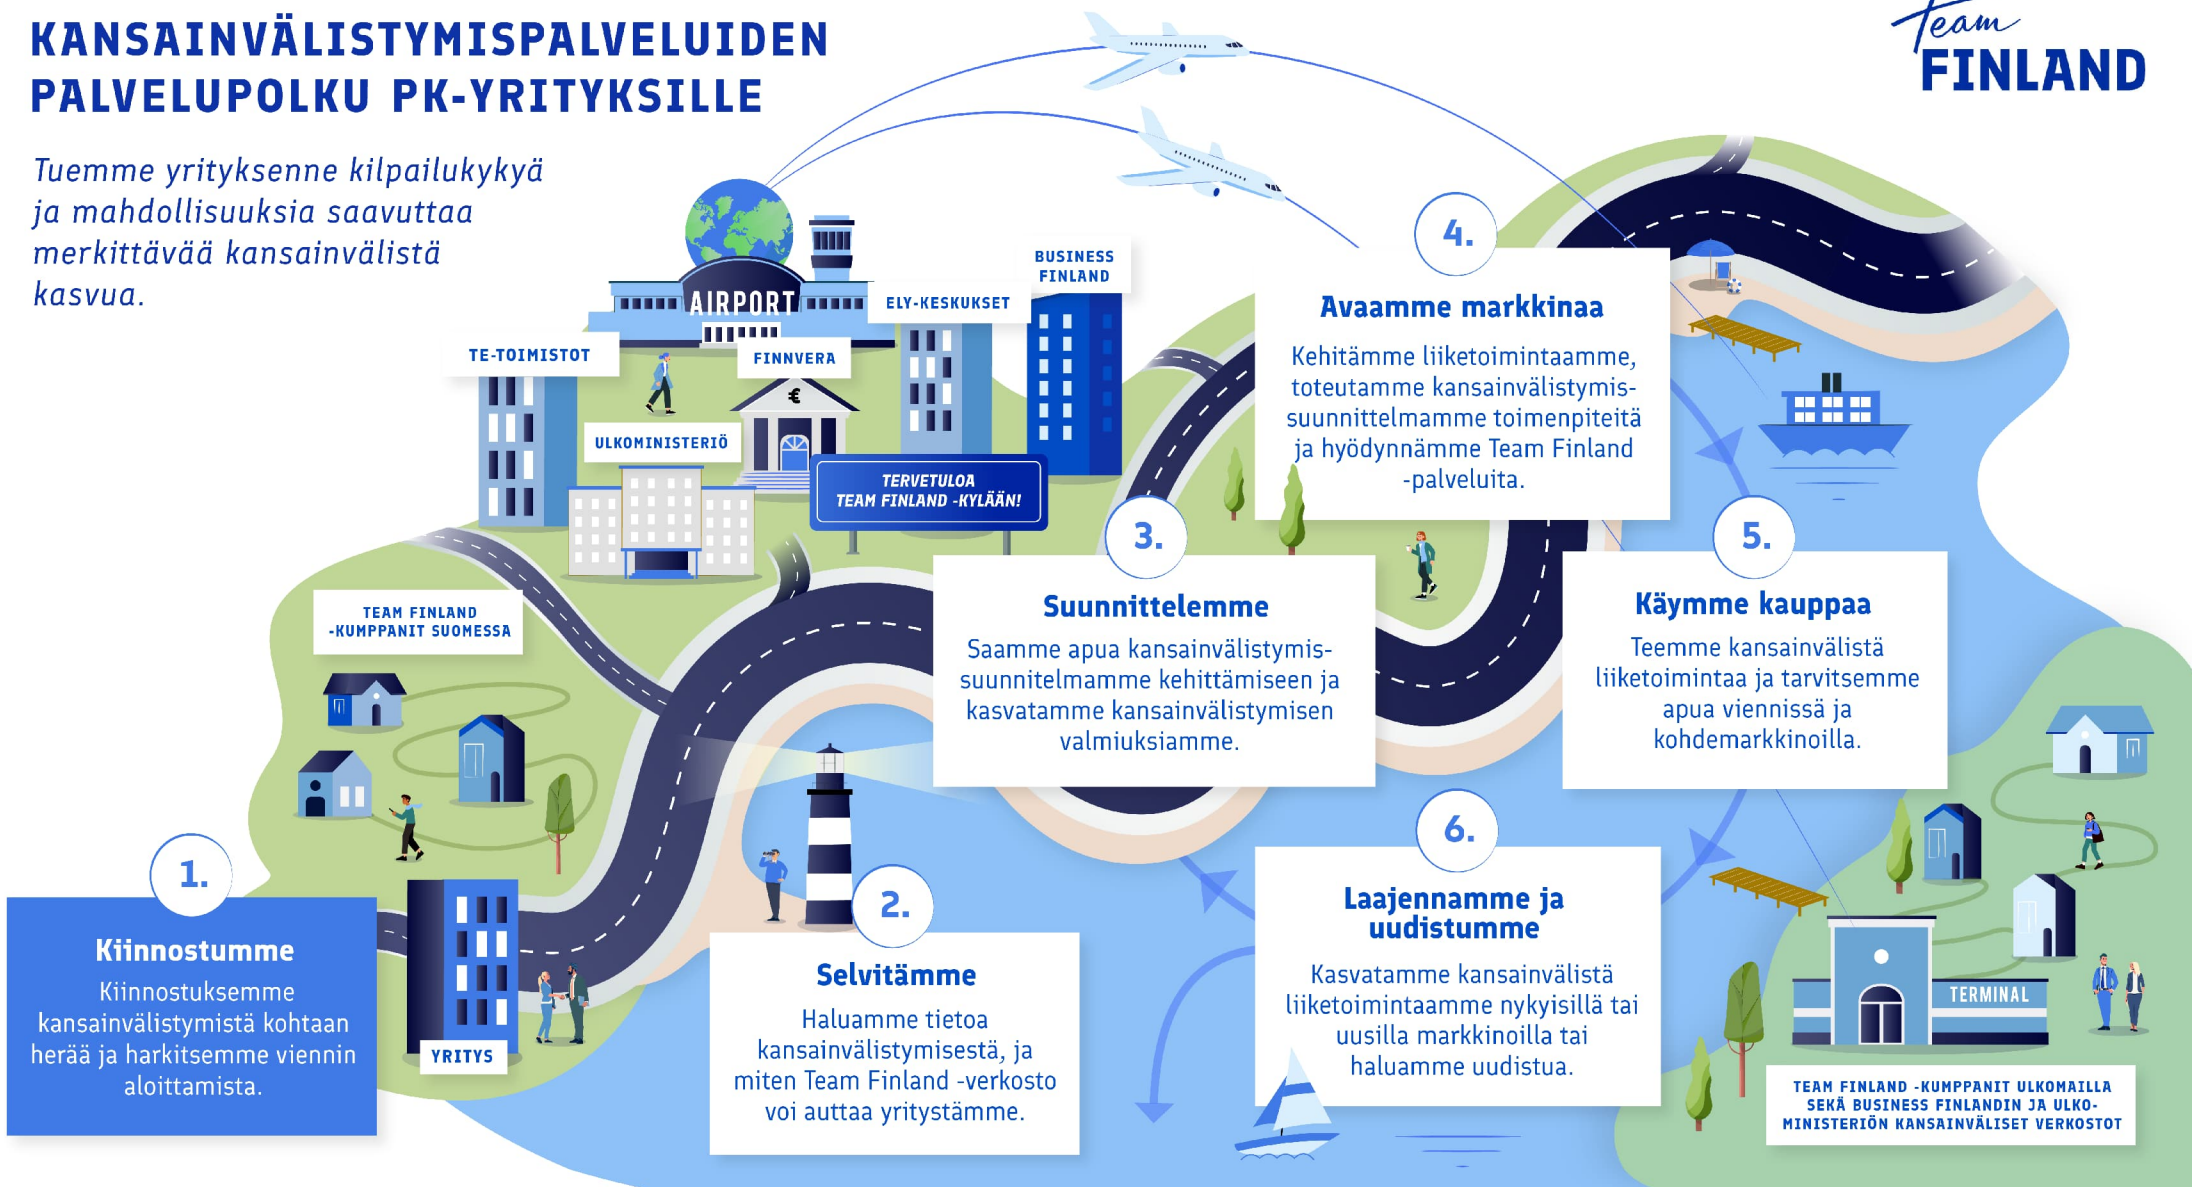 KANSAINVÄLISTYMISPALVELUIDEN
PALVELUPOLKU PK-YRITYKSILLE
Team
FINLAND
Tuemme yrityksenne kilpailukykyä
ja mahdollisuuksia saavuttaa
merkittävää kansainvälistä
kasvua.
AIRPORT
BUSINESS
FINLAND
ELY-KESKUKSET
TE-TOIMISTOT
FINNVERA
€
ULKOMINISTERIÖ
TERVETULOA
TEAM FINLAND -KYLÄÄN!
TEAM FINLAND
-KUMPPANIT SUOMESSA
YRITYS
1.
Kiinnostumme
Kiinnostuksemme
kansainvälistymistä kohtaan
herää ja harkitsemme viennin
aloittamista.
2.
Selvitämme
Haluamme tietoa
kansainvälistymisestä, ja
miten Team Finland -verkosto
voi auttaa yritystämme.
3.
Suunnittelemme
Saamme apua kansainvälistymis-
suunnitelmamme kehittämiseen ja
kasvatamme kansainvälistymisen
valmiuksiamme.
4.
Avaamme markkinaa
Kehitämme liiketoimintaamme,
toteutamme kansainvälistymis-
suunnittelmamme toimenpiteitä
ja hyödynnämme Team Finland
-palveluita.
5.
Käymme kauppaa
Teemme kansainvälistä
liiketoimintaa ja tarvitsemme
apua viennissä ja
kohdemarkkinoilla.
6.
Laajennamme ja
uudistumme
Kasvatamme kansainvälistä
liiketoimintaamme nykyisillä tai
uusilla markkinoilla tai
haluamme uudistua.
TERMINAL
TEAM FINLAND -KUMPPANIT ULKOMAILLA
SEKÄ BUSINESS FINLANDIN JA ULKO-
MINISTERIÖN KANSAINVÄLISET VERKOSTOT